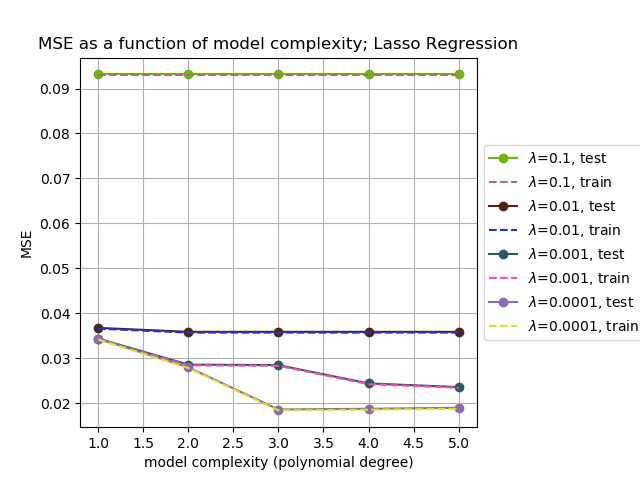 MSE as a function of model complexity; Lasso Regression
0.09
0.08
0.07
0.06
0.05
0.04
0.03
0.02
MSE
1.0 1.5 2.0 2.5 3.0 3.5 4.0 4.5 5.0
model complexity (polynomial degree)
λ=0.1, test
λ=0.1, train
λ=0.01, test
λ=0.01, train
λ=0.001, test
λ=0.001, train
λ=0.0001, test
λ=0.0001, train